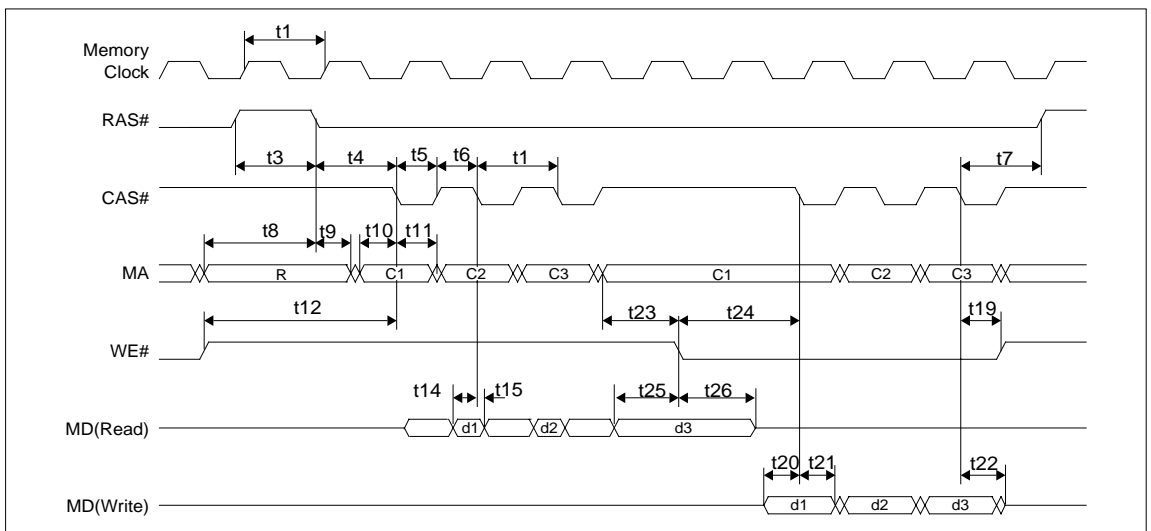 t1
Memory
Clock
RAS#
t3 t4 t5 t6 t1 t7
CAS#
t8 t9 t10 t11
MA R C1 C2 C3 C1 C2 C3
t12 t23 t24 t19
WE#
t14 t15 t25 t26
MD(Read) d1 d2 d3
t20 t21 t22
MD(Write) d1 d2 d3